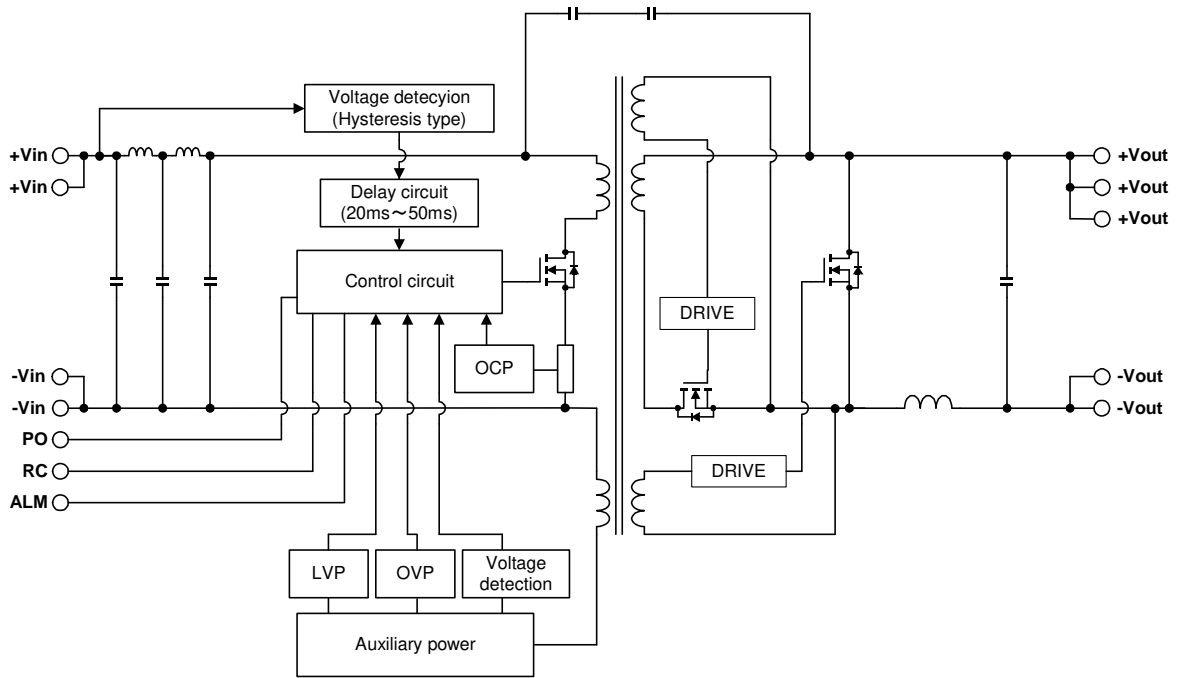 Voltage detecyion
(Hysteresis type)
+Vin
+Vin
Delay circuit
(20ms～50ms)
Control circuit
OCP
-Vin
-Vin
PO
RC
ALM
LVP
OVP
Voltage
detection
Auxiliary power
DRIVE
DRIVE
+Vout
+Vout
+Vout
-Vout
-Vout